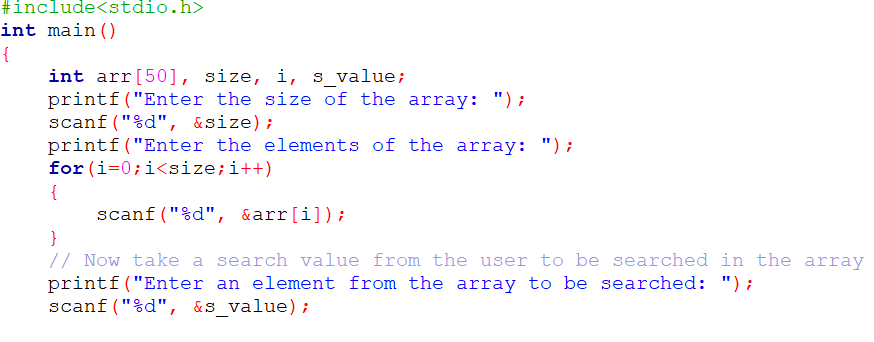 #include<stdio.h>
int main()
{
    int arr[50], size, i, s_value;
    printf("Enter the size of the array: ");
    scanf("%d", &size);
    printf("Enter the elements of the array: ");
    for(i=0;i<size;i++)
    {
        scanf("%d", &arr[i]);
    }
    // Now take a search value from the user to be searched in the array
    printf("Enter an element from the array to be searched: ");
    scanf("%d", &s_value);